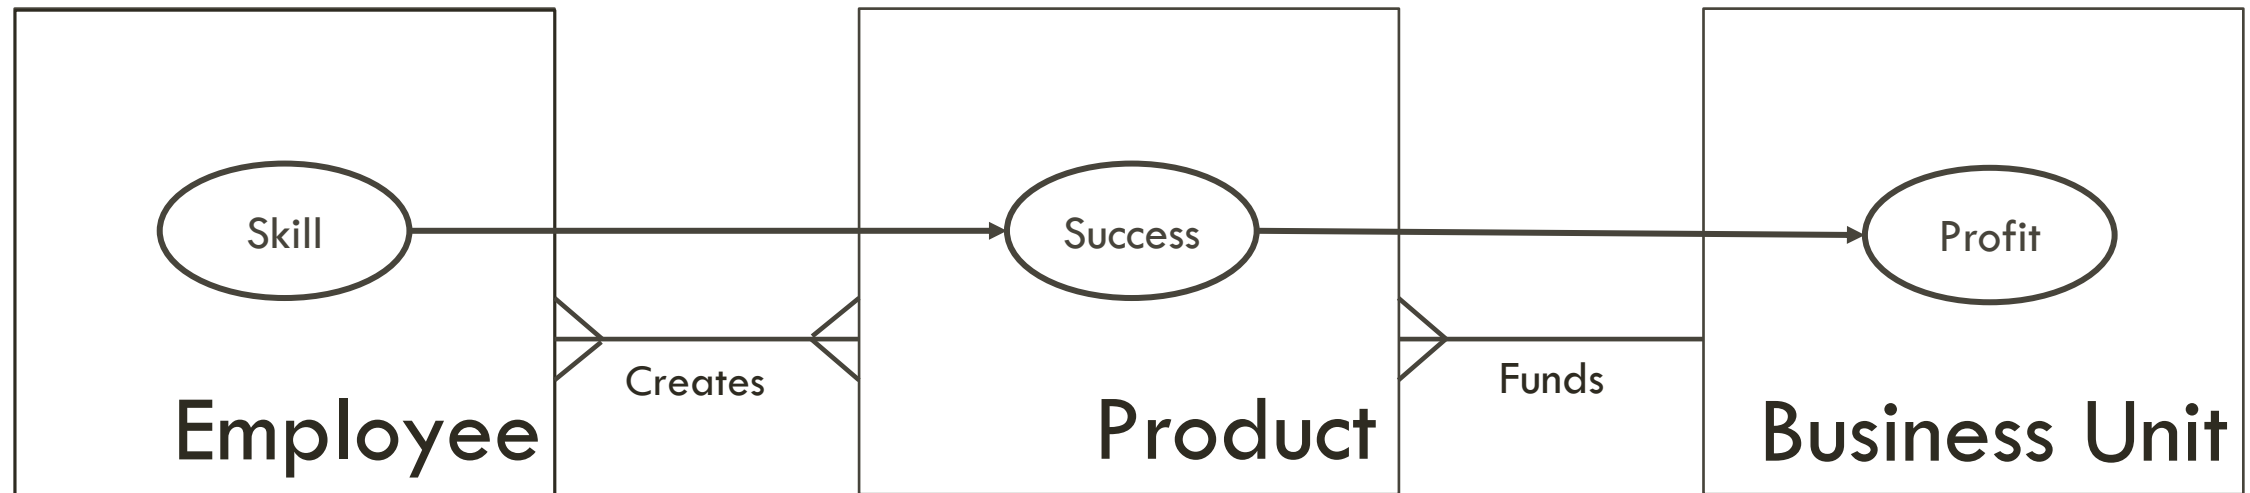 Skill
Success
Profit
Creates
Funds
Employee
Product
Business Unit